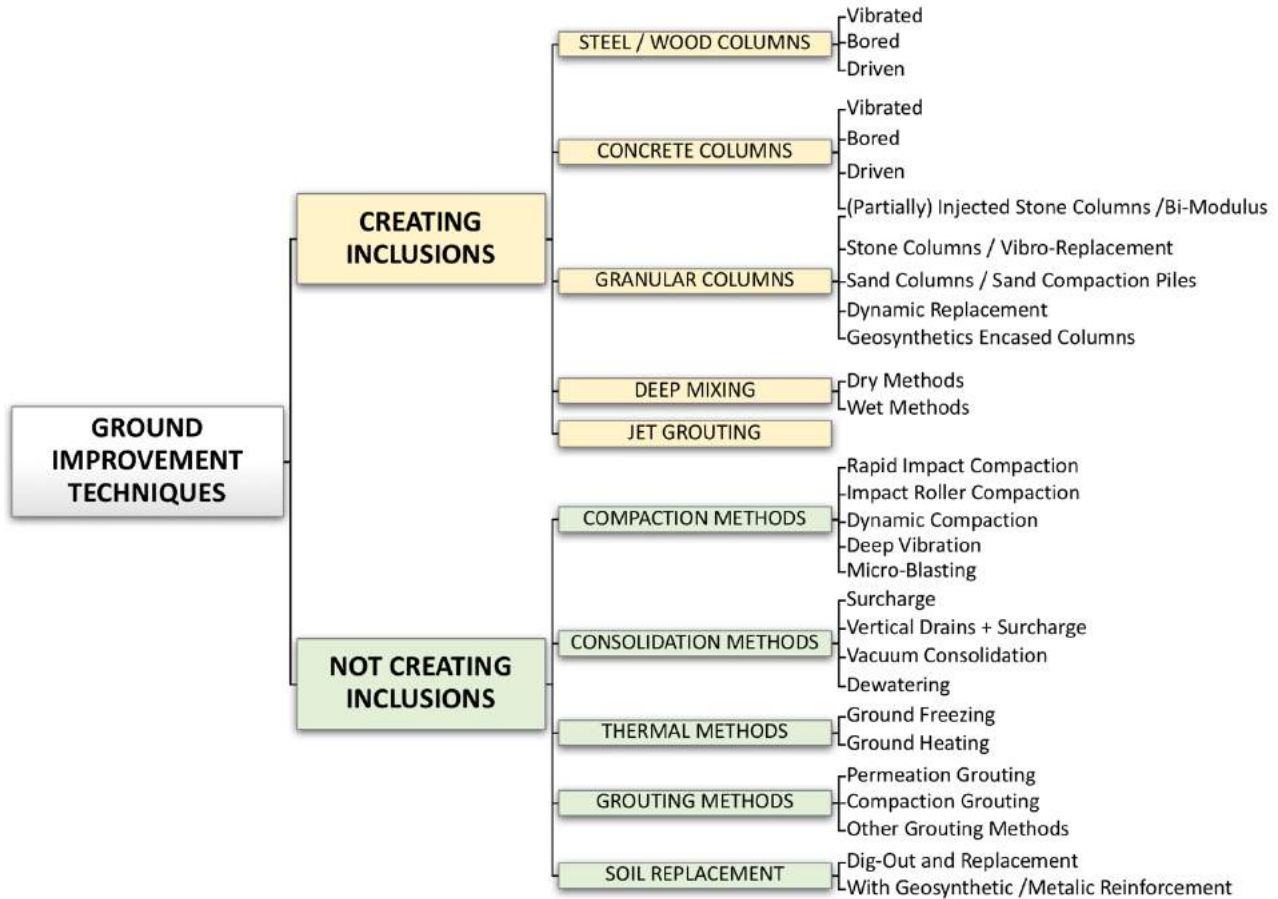 GROUND
IMPROVEMENT
TECHNIQUES
CREATING
INCLUSIONS
STEEL / WOOD COLUMNS
Vibrated
Bored
Driven
CONCRETE COLUMNS
Vibrated
Bored
Driven
(Partially) Injected Stone Columns /Bi-Modulus
GRANULAR COLUMNS
Stone Columns / Vibro-Replacement
Sand Columns / Sand Compaction Piles
Dynamic Replacement
Geosynthetics Encased Columns
DEEP MIXING
Dry Methods
Wet Methods
JET GROUTING
NOT CREATING
INCLUSIONS
COMPACTION METHODS
Rapid Impact Compaction
Impact Roller Compaction
Dynamic Compaction
Deep Vibration
Micro-Blasting
CONSOLIDATION METHODS
Surcharge
Vertical Drains + Surcharge
Vacuum Consolidation
Dewatering
THERMAL METHODS
Ground Freezing
Ground Heating
GROUTING METHODS
Permeation Grouting
Compaction Grouting
Other Grouting Methods
SOIL REPLACEMENT
Dig-Out and Replacement
With Geosynthetic /Metalic Reinforcement